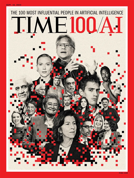 THE 100 MOST INFLUENTIAL PEOPLE IN ARTIFICIAL INTELLIGENCE
TIME 100/AI